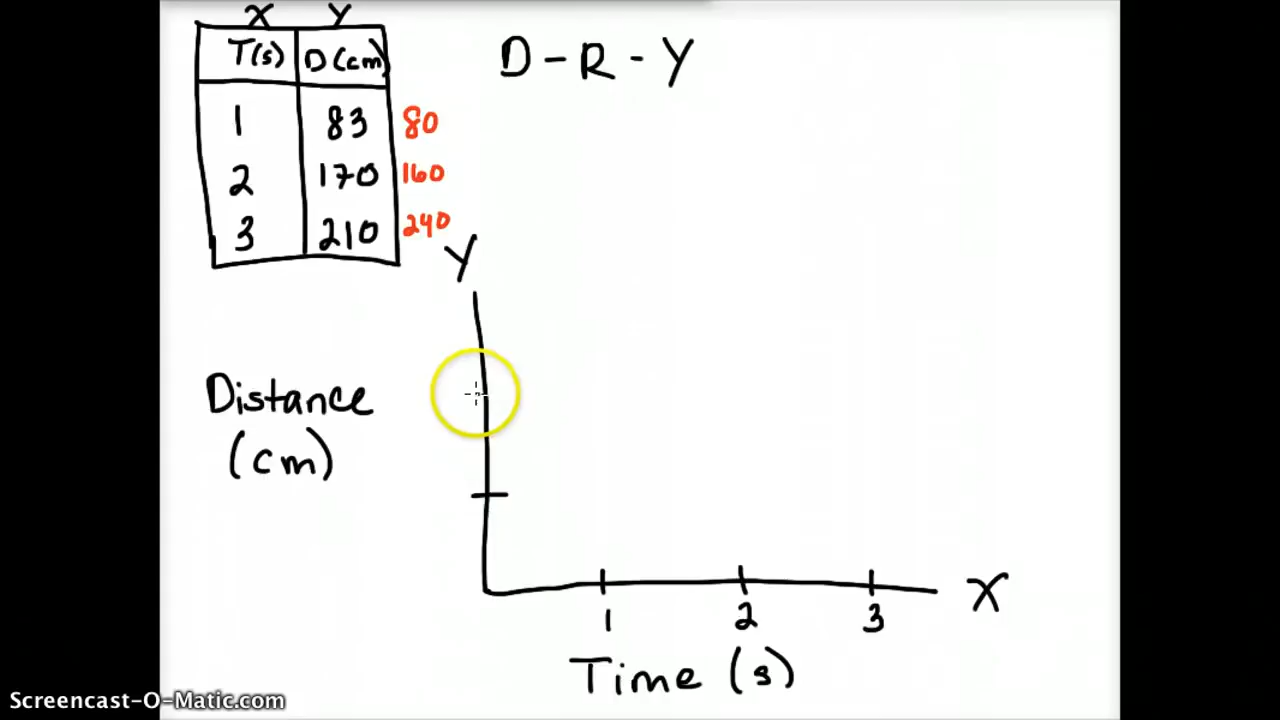 X Y
T(s) D (cm)
1 83 80
2 170 160
3 210 240
D - R - Y
Y
Distance
(cm)
1 2 3
X
Time (s)
Screencast-O-Matic.com